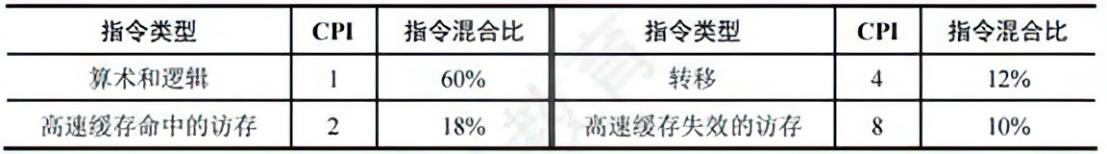 指令类型 CPI 指令混合比 指令类型 CPI 指令混合比
算术和逻辑 1 60% 转移 4 12%
高速缓存命中的访存 2 18% 高速缓存失效的访存 8 10%